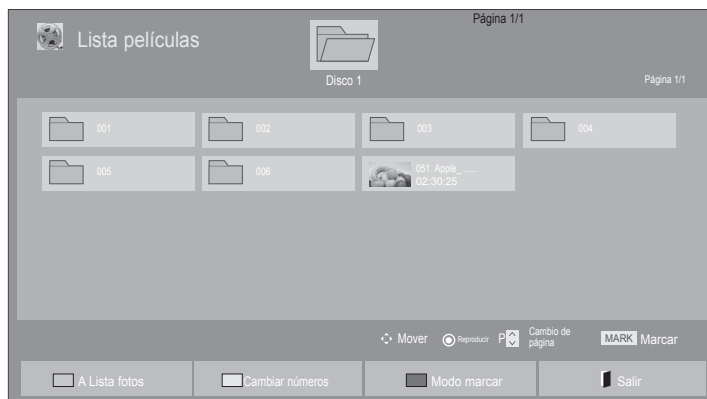 Página 1/1
Lista películas
Disco 1
Página 1/1
001
002
003
004
005
006
051. Apple_ .....
02:30:25
Mover
Reproducir
P
Cambio de
página
MARK Marcar
A Lista fotos
Cambiar números
Modo marcar
Salir